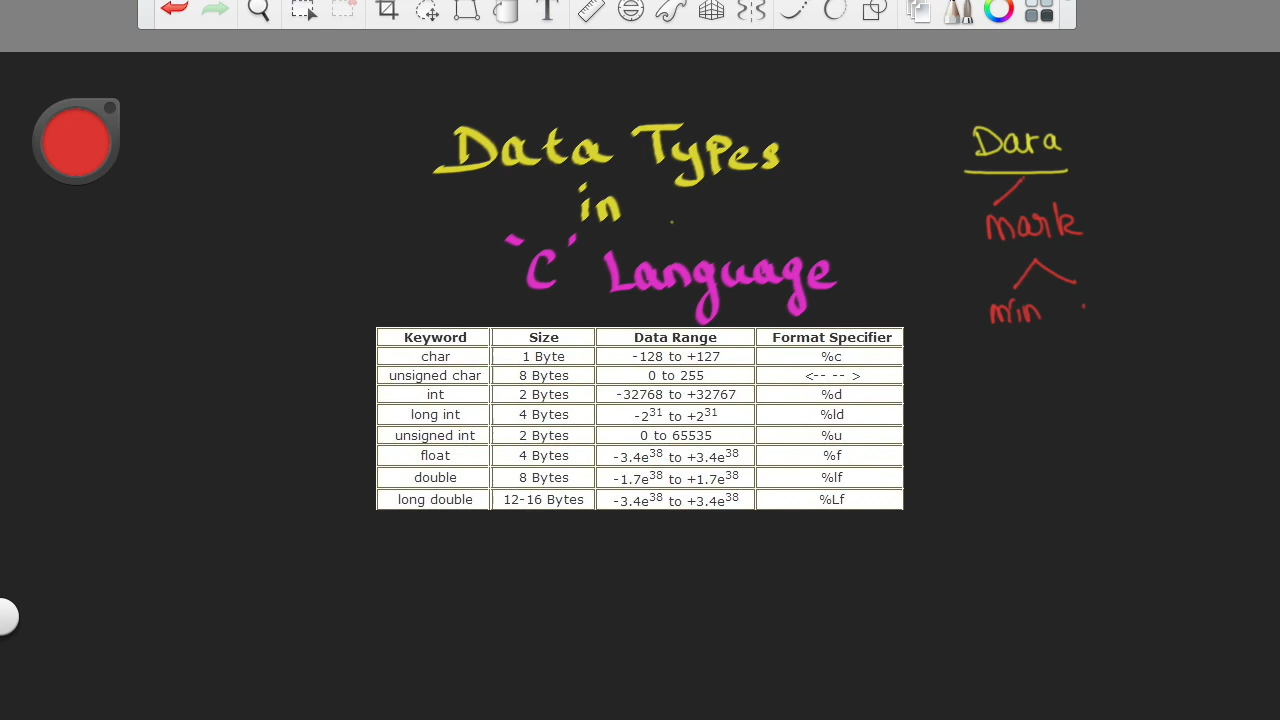 T
Data Types
in
`C' Language
Data
mark
min
Keyword Size Data Range Format Specifier
char 1 Byte -128 to +127 %c
unsigned char 8 Bytes 0 to 255 <-- -- >
int 2 Bytes -32768 to +32767 %d
long int 4 Bytes -2³¹ to +2³¹ %ld
unsigned int 2 Bytes 0 to 65535 %u
float 4 Bytes -3.4e³⁸ to +3.4e³⁸ %f
double 8 Bytes -1.7e³⁸ to +1.7e³⁸ %lf
long double 12-16 Bytes -3.4e³⁸ to +3.4e³⁸ %Lf